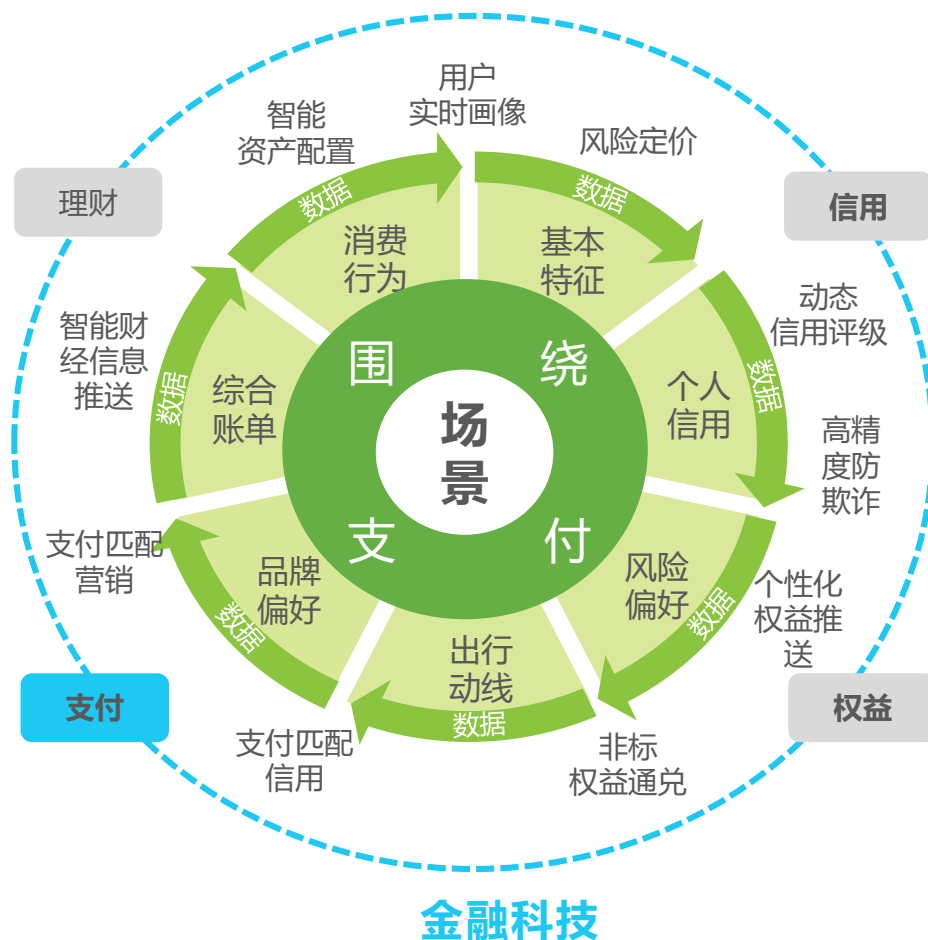 用户
实时画像
智能
资产配置
风险定价
数据
数据
理财
信用
消费
行为
基本
特征
动态
信用评级
智能财
经信息
推送
数据
数据
综合
账单
围
绕
个人
信用
场
景
高精
度防
欺诈
支付匹配
营销
支
付
品牌
偏好
风险
偏好
个性化
权益推
送
数据
数据
出行
动线
数据
支付
权益
支付匹配
信用
非标
权益通兑
金融科技